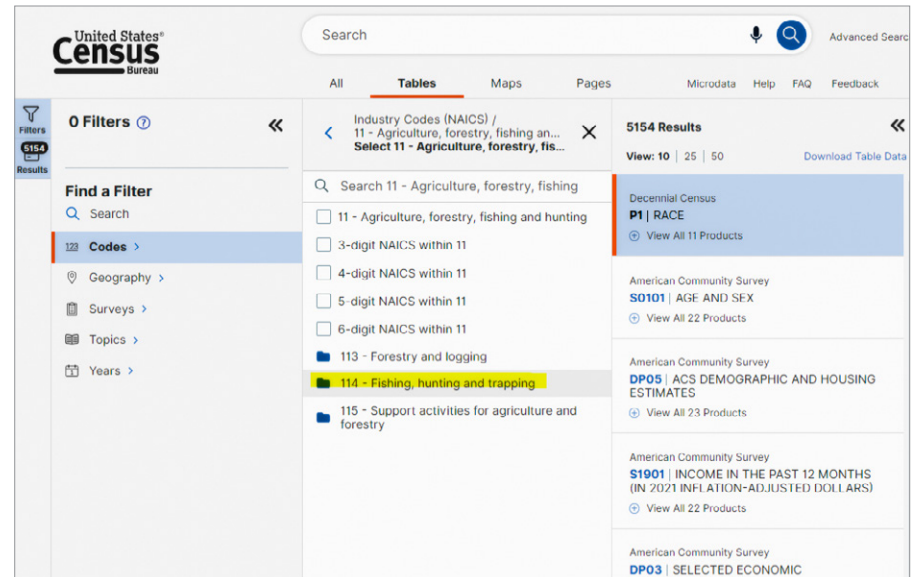 United States®
Census
Bureau
Search
Advanced Searc
All Tables Maps Pages
Microdata Help FAQ Feedback
Filters
5154
Results
0 Filters
Find a Filter
Search
123 Codes >
Geography >
Surveys >
Topics >
Years >
Industry Codes (NAICS) /
11 - Agriculture, forestry, fishing an...
Select 11 - Agriculture, forestry, fis...
Search 11 - Agriculture, forestry, fishing
11 - Agriculture, forestry, fishing and hunting
3-digit NAICS within 11
4-digit NAICS within 11
5-digit NAICS within 11
6-digit NAICS within 11
113 - Forestry and logging
114 - Fishing, hunting and trapping
115 - Support activities for agriculture and
forestry
5154 Results
View: 10 | 25 | 50 Download Table Data
Decennial Census
P1 | RACE
View All 11 Products
American Community Survey
S0101 | AGE AND SEX
View All 22 Products
American Community Survey
DP05 | ACS DEMOGRAPHIC AND HOUSING
ESTIMATES
View All 23 Products
American Community Survey
S1901 | INCOME IN THE PAST 12 MONTHS
(IN 2021 INFLATION-ADJUSTED DOLLARS)
View All 22 Products
American Community Survey
DP03 | SELECTED ECONOMIC